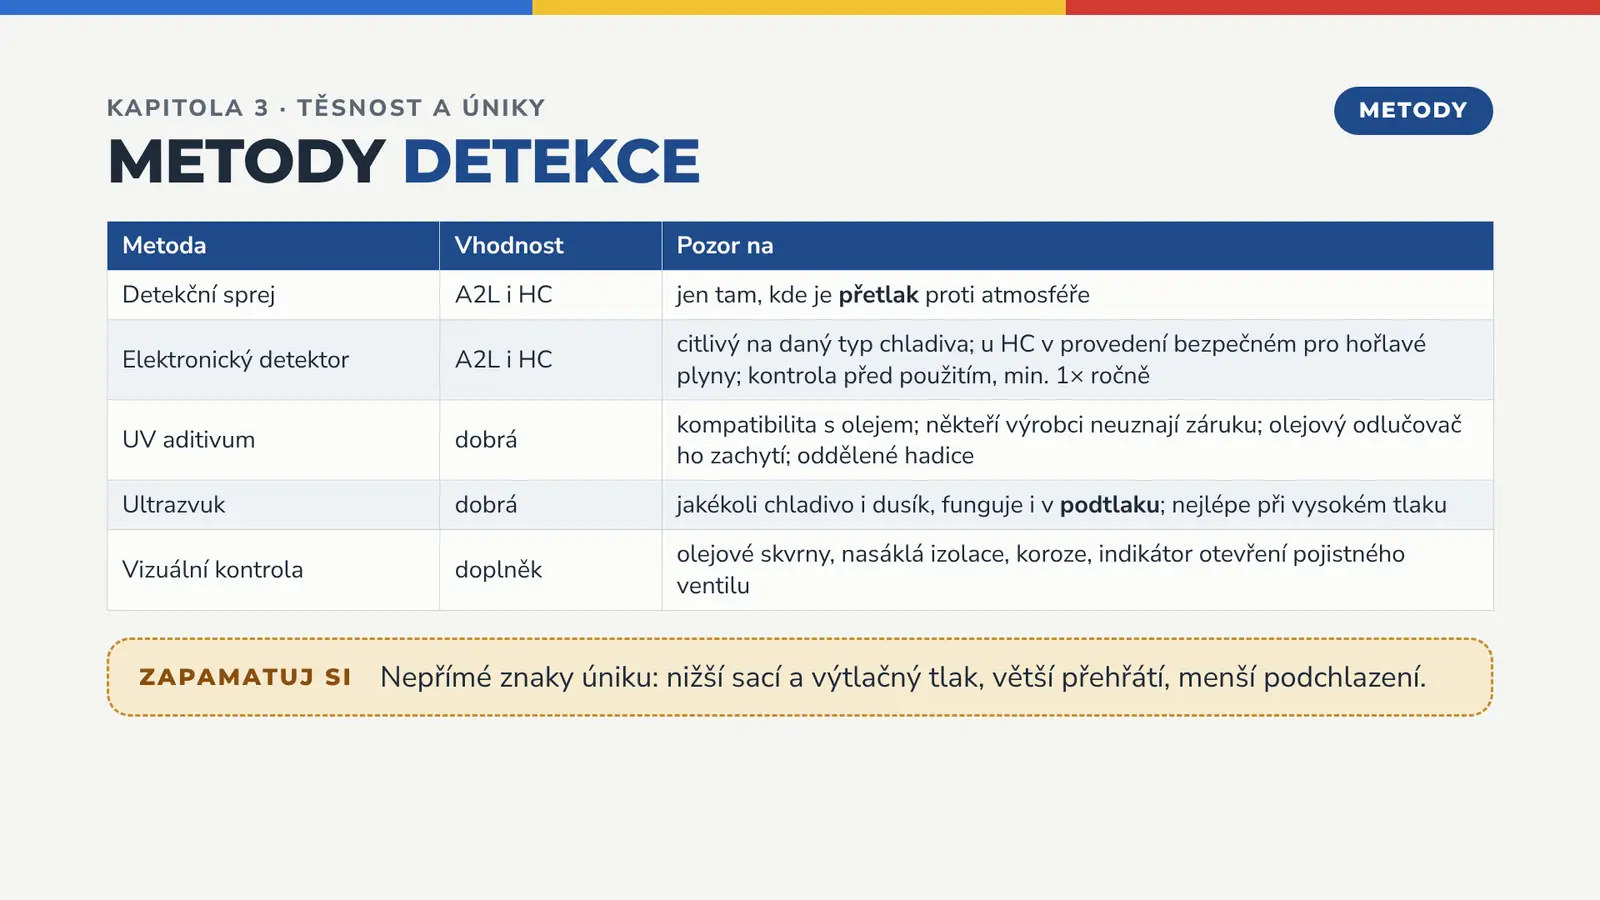 KAPITOLA 3 · TĚSNOST A ÚNIKY
METODY
METODY DETEKCE
Metoda Vhodnost Pozor na
Detekční sprej A2L i HC jen tam, kde je přetlak proti atmosféře
Elektronický detektor A2L i HC citlivý na daný typ chladiva; u HC v provedení bezpečném pro hořlavé
plyny; kontrola před použitím, min. 1× ročně
UV aditivum dobrá kompatibilita s olejem; někteří výrobci neuznají záruku; olejový odlučovač
ho zachytí; oddělené hadice
Ultrazvuk dobrá jakékoli chladivo i dusík, funguje i v podtlaku; nejlépe při vysokém tlaku
Vizuální kontrola doplněk olejové skvrny, nasáklá izolace, koroze, indikátor otevření pojistného
ventilu
ZAPAMATUJ SI Nepřímé znaky úniku: nižší sací a výtlačný tlak, větší přehřátí, menší podchlazení.